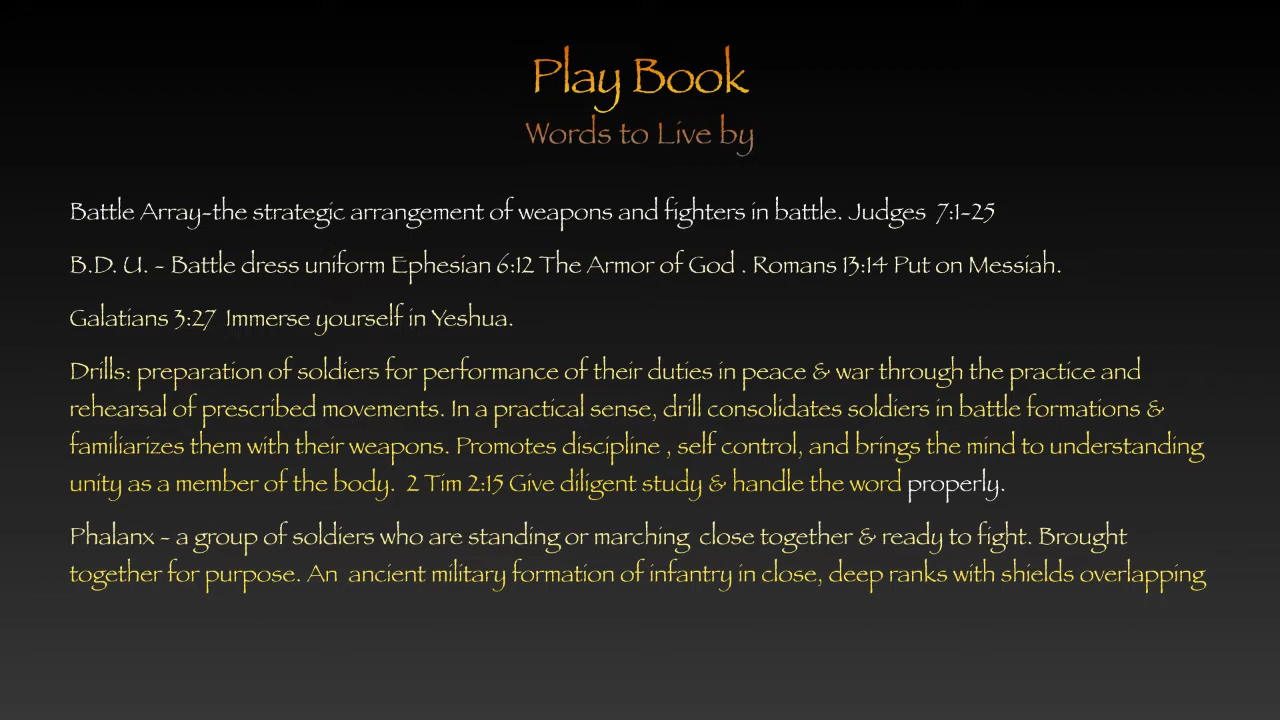 Play Book
Words to Live by
Battle Array-the strategic arrangement of weapons and fighters in battle. Judges 7:1-25
B.D. U. - Battle dress uniform Ephesian 6:12 The Armor of God . Romans 13:14 Put on Messiah.
Galatians 3:27 Immerse yourself in Yeshua.
Drills: preparation of soldiers for performance of their duties in peace & war through the practice and
rehearsal of prescribed movements. In a practical sense, drill consolidates soldiers in battle formations &
familiarizes them with their weapons. Promotes discipline , self control, and brings the mind to understanding
unity as a member of the body. 2 Tim 2:15 Give diligent study & handle the word properly.
Phalanx - a group of soldiers who are standing or marching close together & ready to fight. Brought
together for purpose. An ancient military formation of infantry in close, deep ranks with shields overlapping